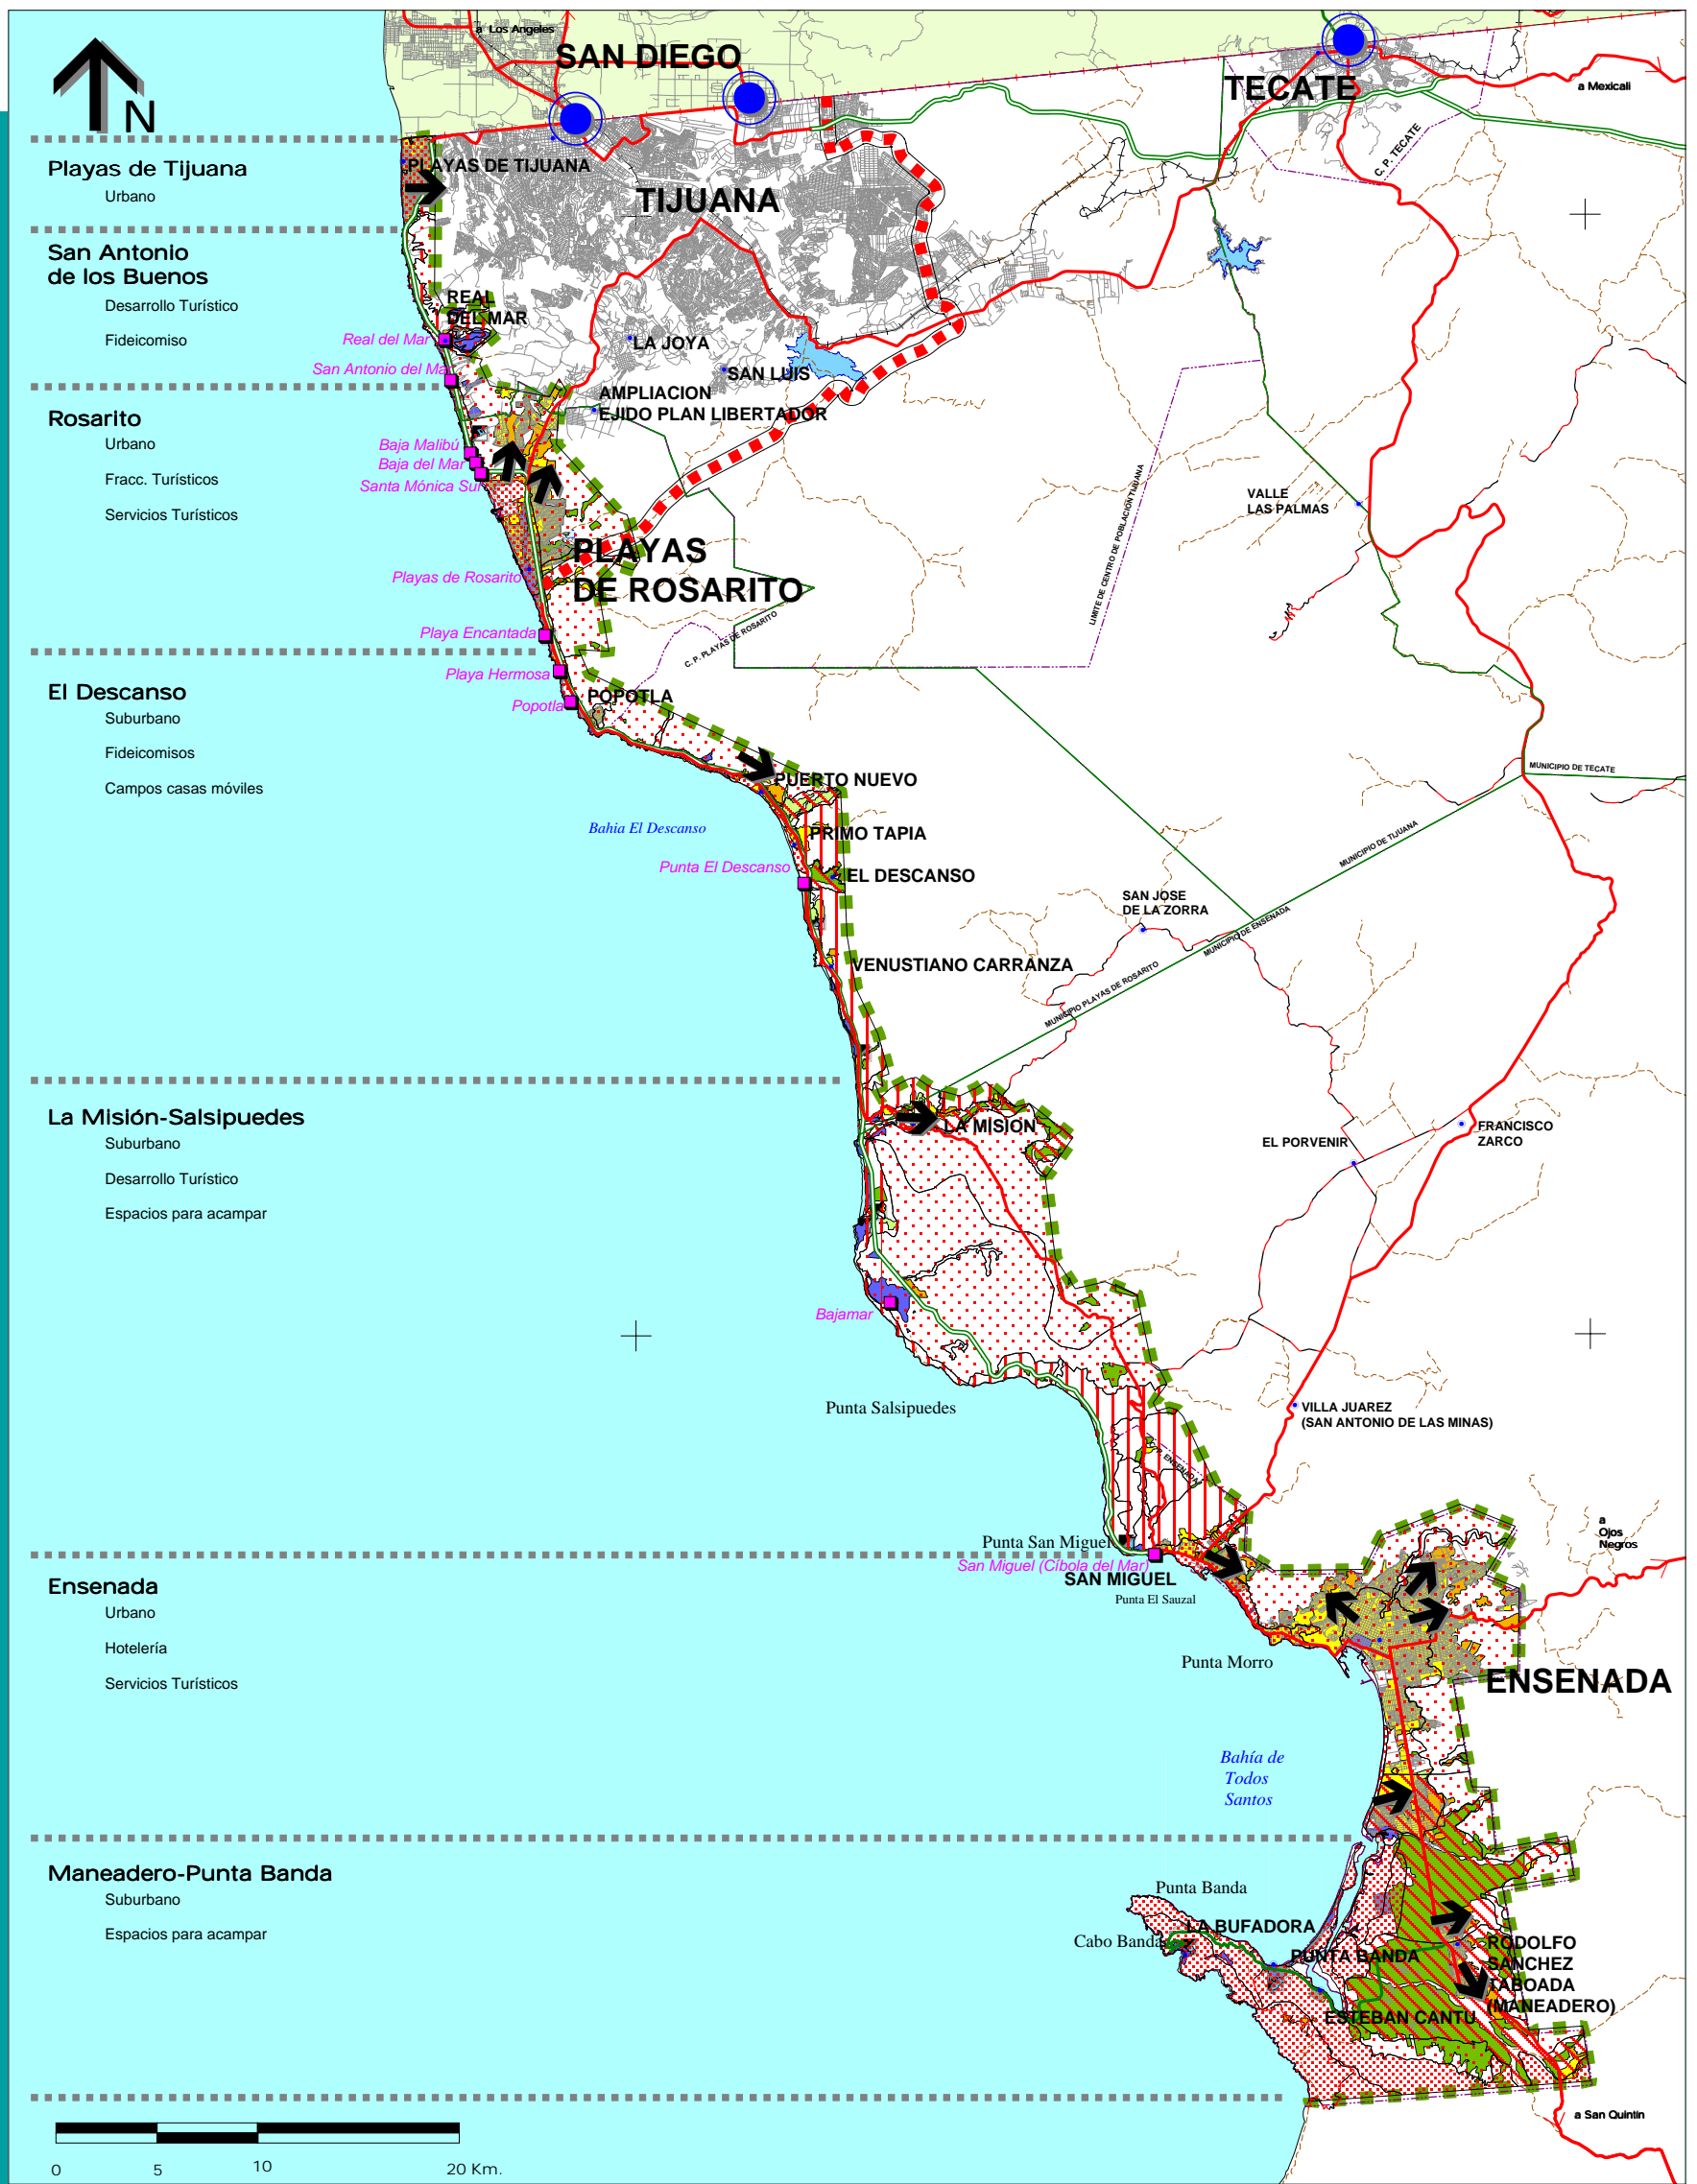 N
a Los Angeles
SAN DIEGO
TECATE
a Mexicali
C. P. TECATE
Playas de Tijuana
Urbano
PLAYAS DE TIJUANA
TIJUANA
San Antonio
de los Buenos
Desarrollo Turístico
Fideicomiso
REAL
DEL MAR
Real del Mar
San Antonio del Mar
LA JOYA
SAN LUIS
AMPLIACION
EJIDO PLAN LIBERTADOR
Rosarito
Urbano
Fracc. Turísticos
Servicios Turísticos
Baja Malibú
Baja del Mar
Santa Mónica Sur
Playas de Rosarito
Playa Encantada
PLAYAS
DE ROSARITO
C. P. PLAYAS DE ROSARITO
LIMITE DE CENTRO DE POBLACION TIJUANA
VALLE
LAS PALMAS
El Descanso
Suburbano
Fideicomisos
Campos casas móviles
Playa Hermosa
Popotla
POPOTLA
PUERTO NUEVO
Bahia El Descanso
PRIMO TAPIA
Punta El Descanso
EL DESCANSO
VENUSTIANO CARRANZA
MUNICIPIO DE TECATE
MUNICIPIO DE TIJUANA
SAN JOSE
DE LA ZORRA
MUNICIPIO DE ENSENADA
MUNICIPIO PLAYAS DE ROSARITO
La Misión-Salsipuedes
Suburbano
Desarrollo Turístico
Espacios para acampar
LA MISION
EL PORVENIR
FRANCISCO
ZARCO
Bajamar
Punta Salsipuedes
VILLA JUAREZ
(SAN ANTONIO DE LAS MINAS)
ENSENADA
Punta San Miguel
San Miguel (Cíbola del Mar)
SAN MIGUEL
Punta El Sauzal
a
Ojos
Negros
Ensenada
Urbano
Hotelería
Servicios Turísticos
Punta Morro
ENSENADA
Bahía de
Todos
Santos
Maneadero-Punta Banda
Suburbano
Espacios para acampar
Punta Banda
LA BUFADORA
Cabo Banda
PUNTA BANDA
RODOLFO
SANCHEZ
TABOADA
(MANEADERO)
ESTEBAN CANTU
a San Quintin
0 5 10 20 Km.